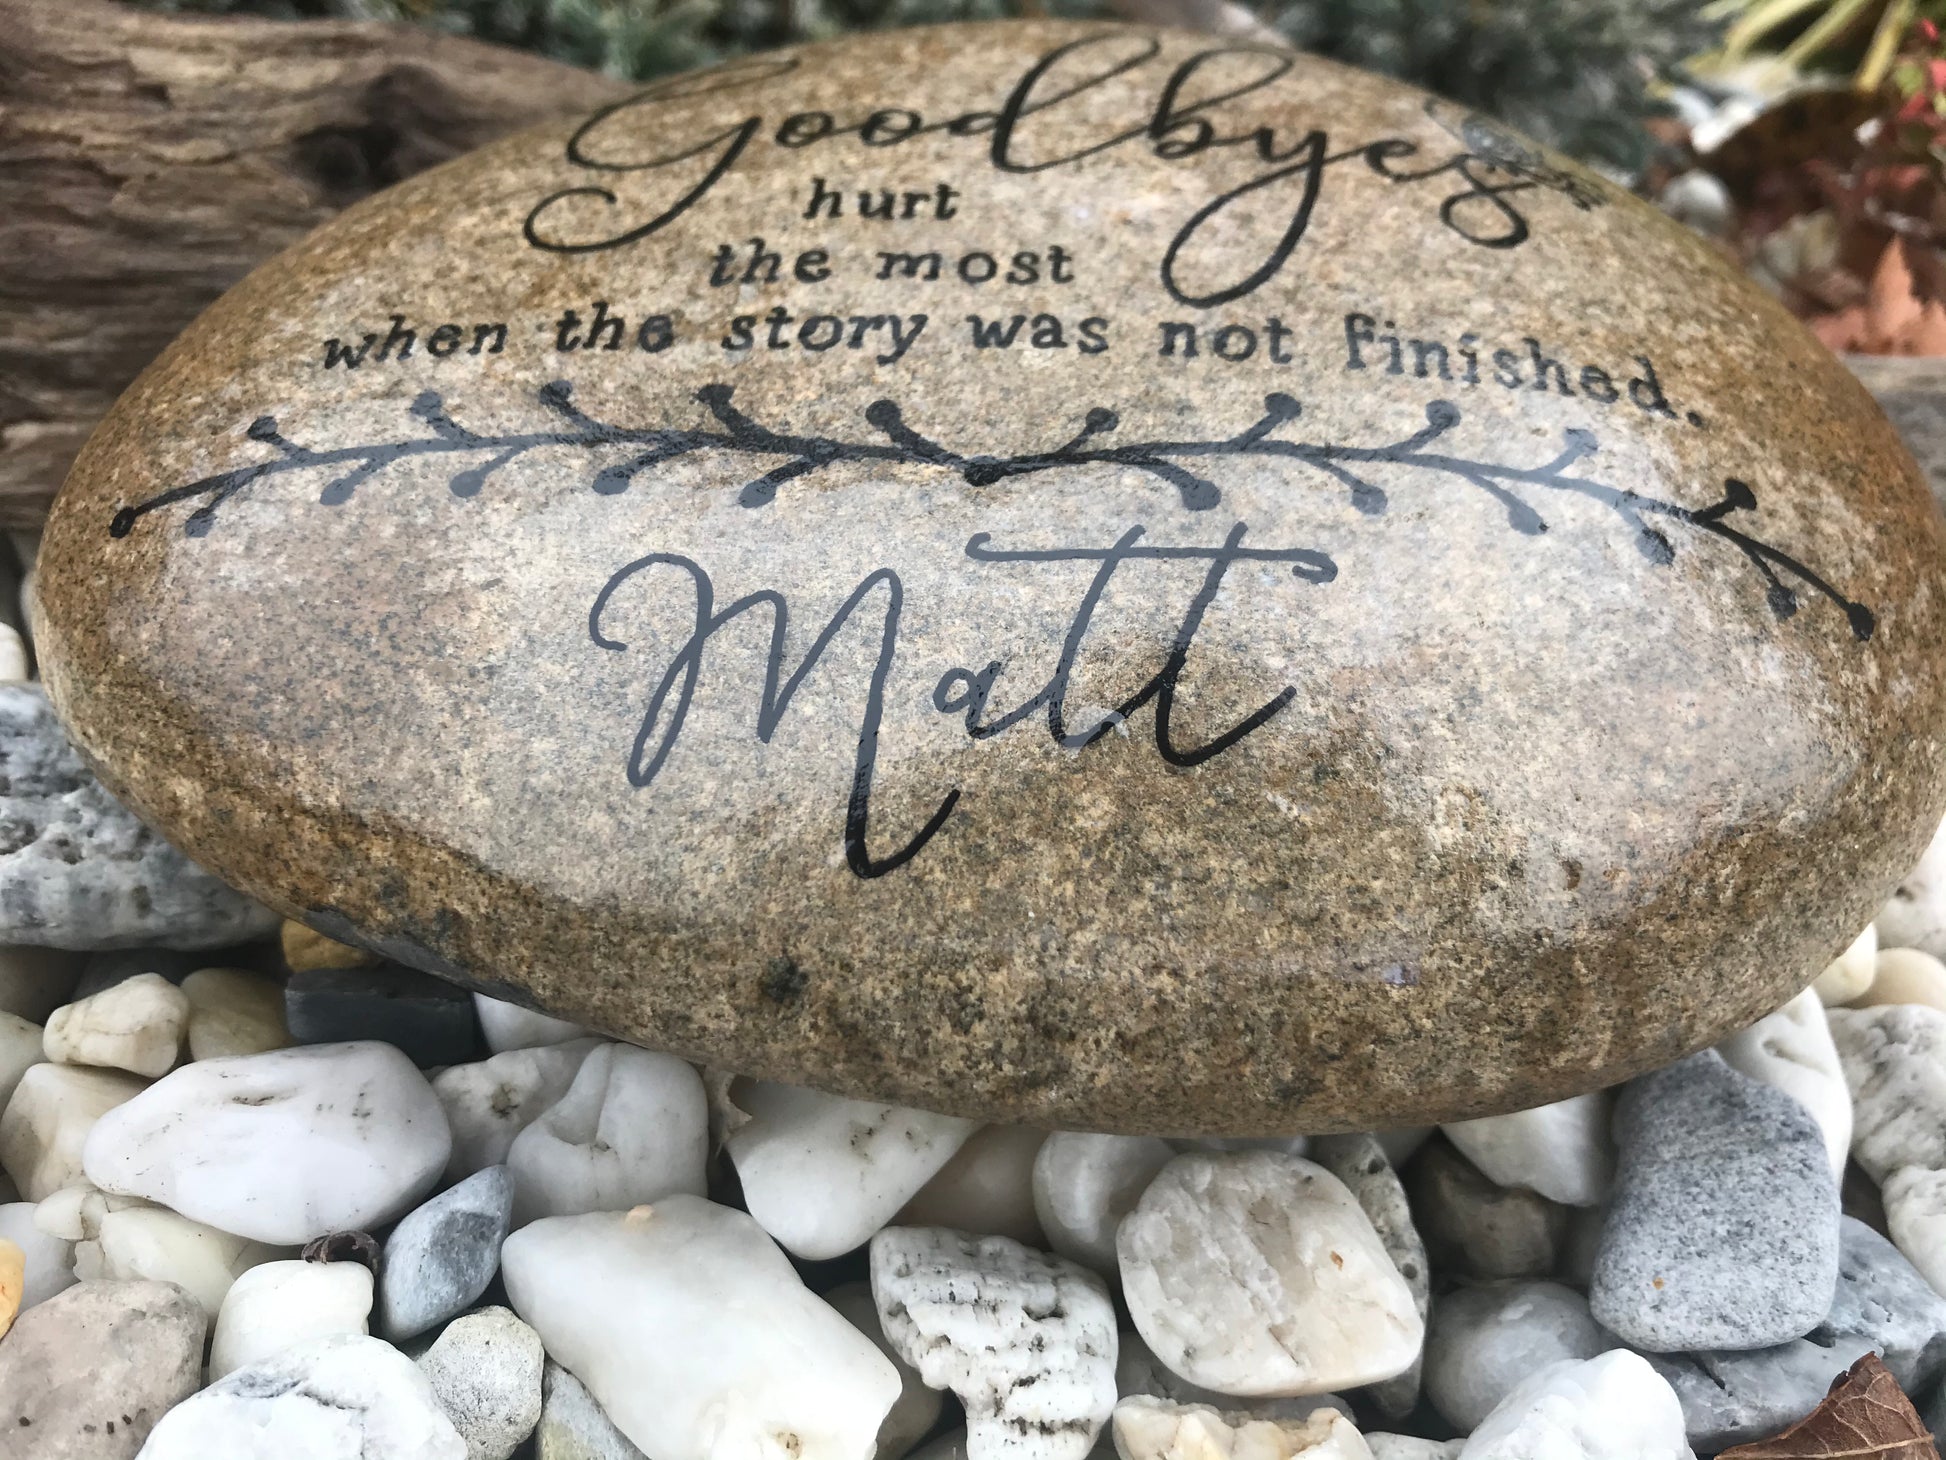 Goodbyes
hurt
the most
when the story was not finished.
Matt